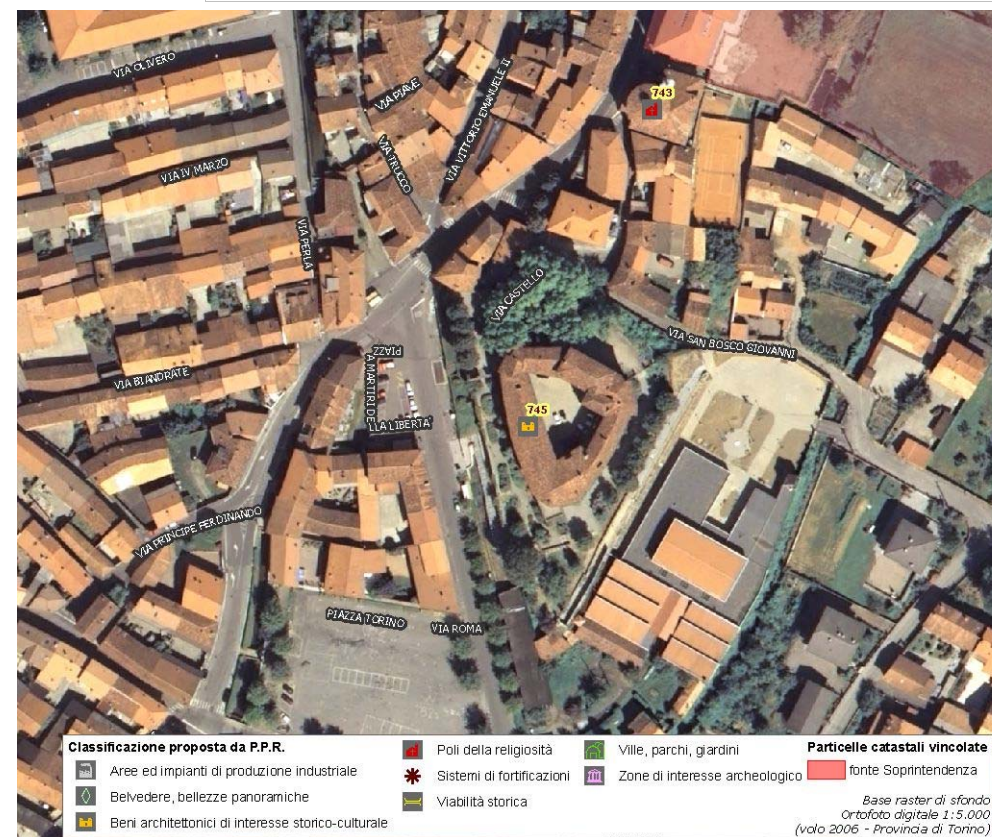 VIA OLIVERO
VIA PIAVE
VIA VITTORIO EMANUELE II
743
VIA TRUCCO
VIA IV MARZO
VIA PERLA
VIA CASTELLO
VIA SAN BOSCO GIOVANNI
PIAZZ
A MARTIRI DE
LLA LIBERTA'
VIA BIANDRATE
745
VIA PRINCIPE FERDINANDO
PIAZZA TORINO
VIA ROMA
Classificazione proposta da P.P.R.
Aree ed impianti di produzione industriale
Belvedere, bellezze panoramiche
Beni architettonici di interesse storico-culturale
Poli della religiosità
Sistemi di fortificazioni
Viabilità storica
Ville, parchi, giardini
Zone di interesse archeologico
Particelle catastali vincolate
fonte Soprintendenza
Base raster di sfondo
Ortofoto digitale 1:5.000
(volo 2006 - Provincia di Torino)